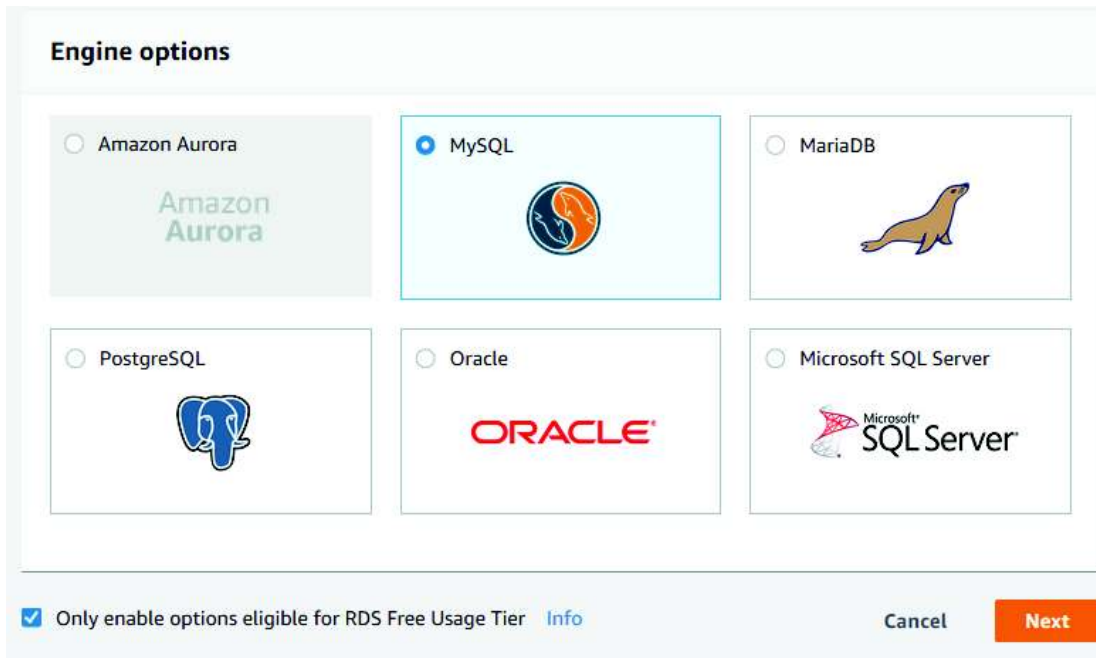 Engine options
Amazon Aurora
Amazon
Aurora
MySQL
MariaDB
PostgreSQL
Oracle
ORACLE®
Microsoft SQL Server
Microsoft®
SQL Server®
Only enable options eligible for RDS Free Usage Tier Info
Cancel
Next